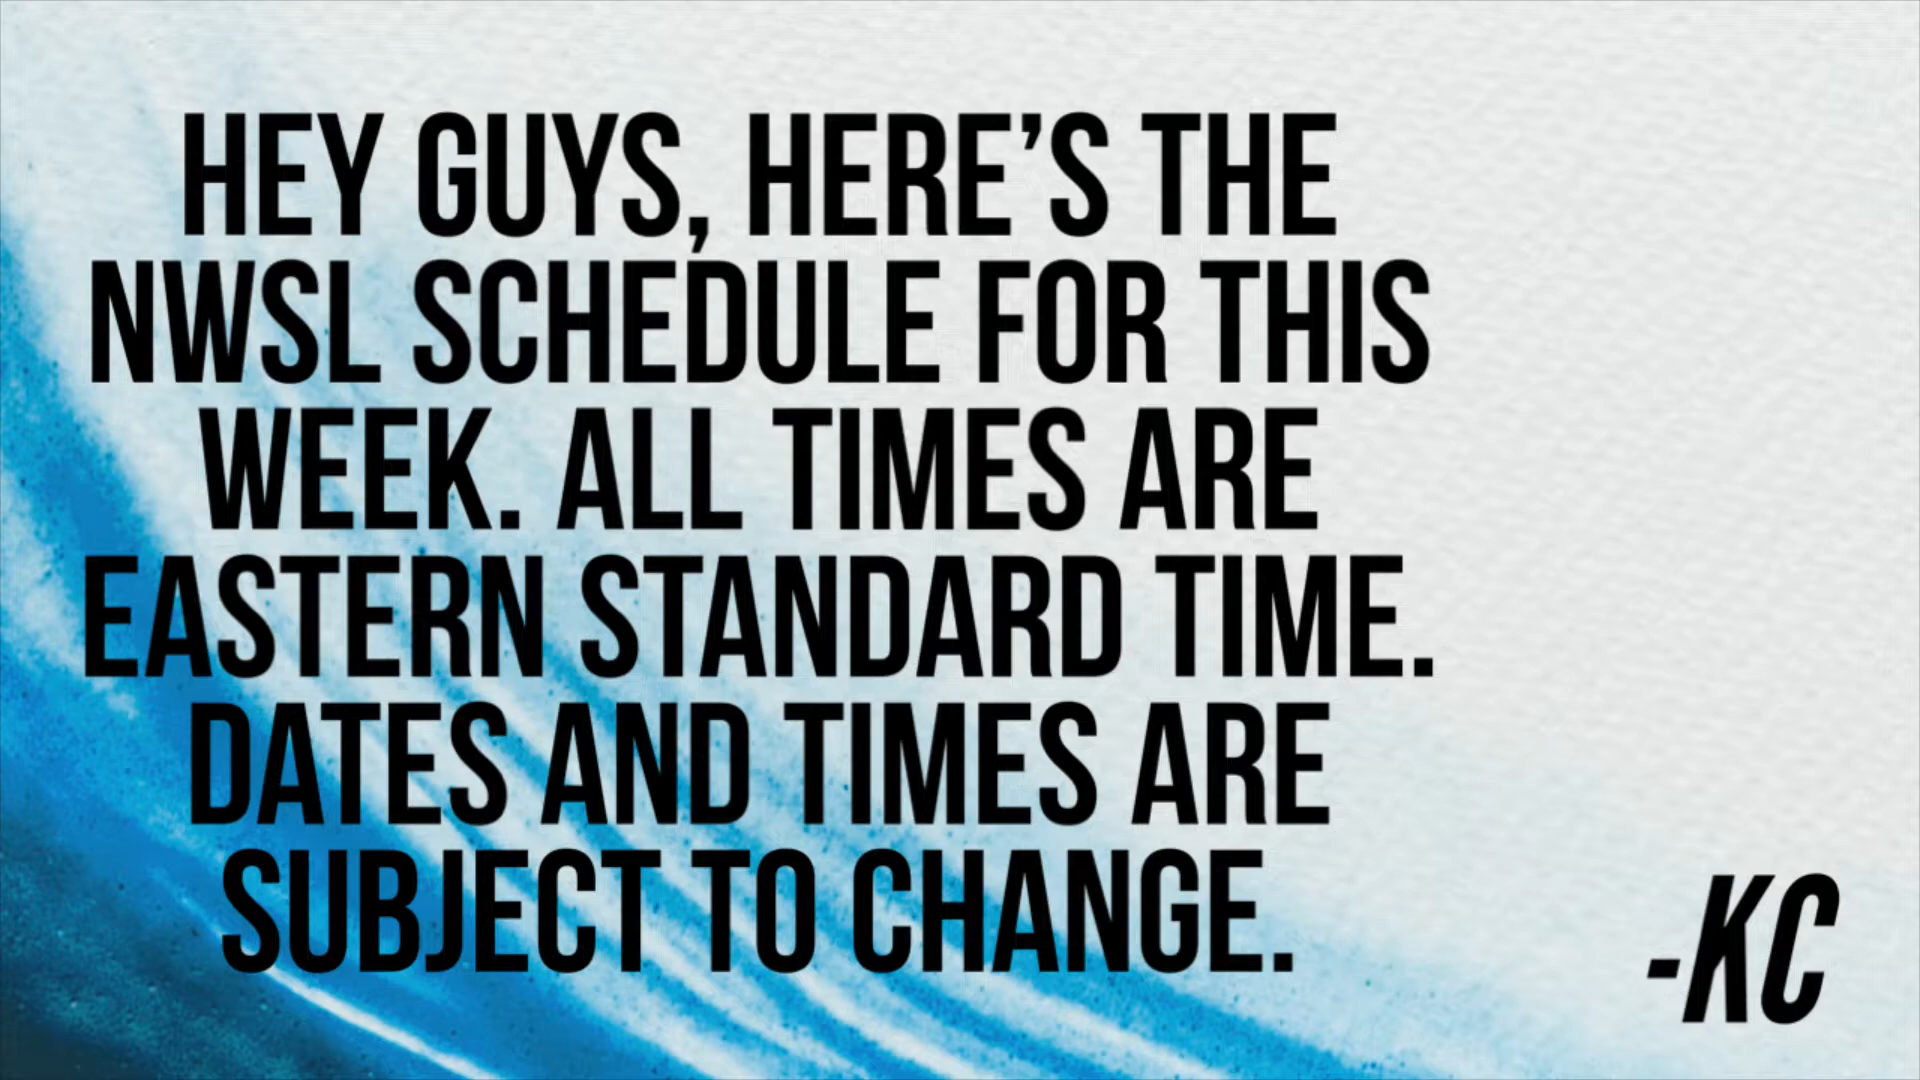 HEY GUYS, HERE’S THE
NWSL SCHEDULE FOR THIS
WEEK. ALL TIMES ARE
EASTERN STANDARD TIME.
DATES AND TIMES ARE
SUBJECT TO CHANGE.
-KC